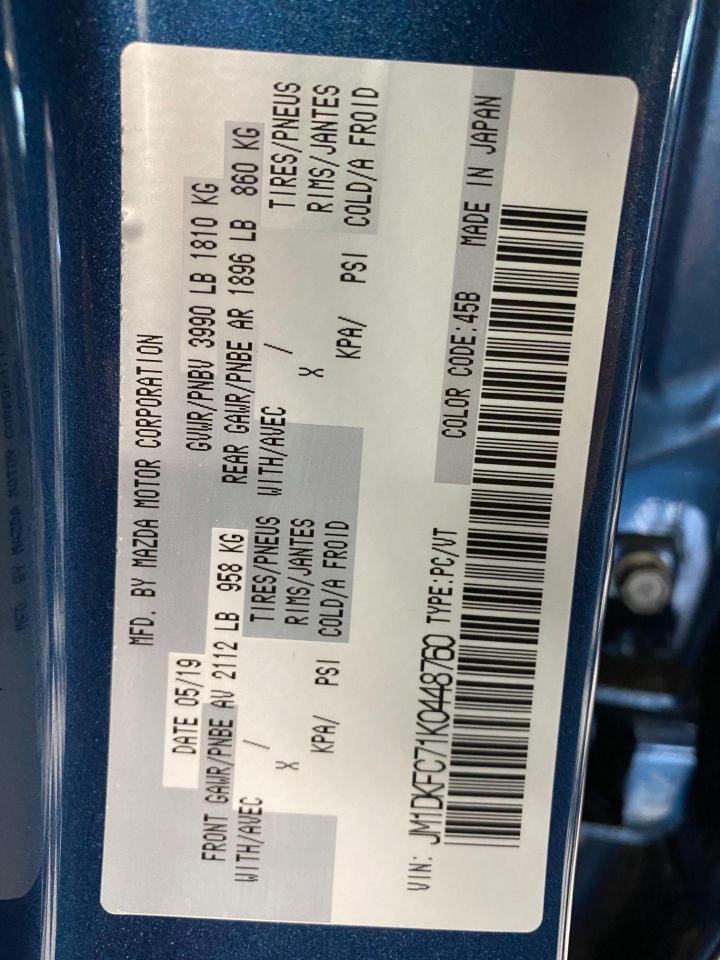 MFD. BY MAZDA MOTOR CORPORATION
DATE 05/19 GVWR/PNBV 3990 LB 1810 KG
FRONT GAWR/PNBE AV 2112 LB 958 KG REAR GAWR/PNBE AR 1896 LB 860 KG
WITH/AVEC / TIRES/PNEUS WITH/AVEC / TIRES/PNEUS
X RIMS/JANTES X RIMS/JANTES
KPA/ PSI COLD/A FROID KPA/ PSI COLD/A FROID
VIN: JM1DKFC71K0448760 TYPE:PC/VT COLOR CODE:45B MADE IN JAPAN